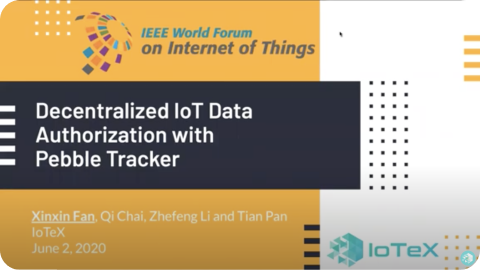 IEEE World Forum
on Internet of Things
Decentralized IoT Data
Authorization with
Pebble Tracker
Xinxin Fan, Qi Chai, Zhefeng Li and Tian Pan
IoTeX
June 2, 2020
IoTeX